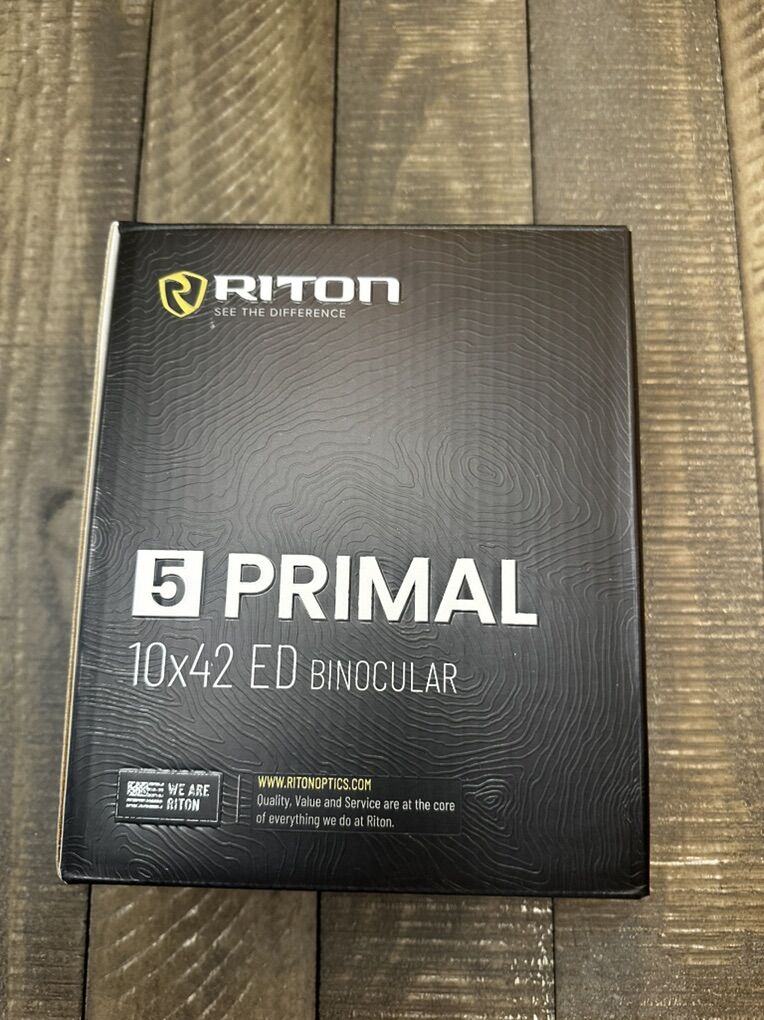 RITON
SEE THE DIFFERENCE
5 PRIMAL
10x42 ED BINOCULAR
WE ARE
RITON
WWW.RITONOPTICS.COM
Quality, Value and Service are at the core
of everything we do at Riton.